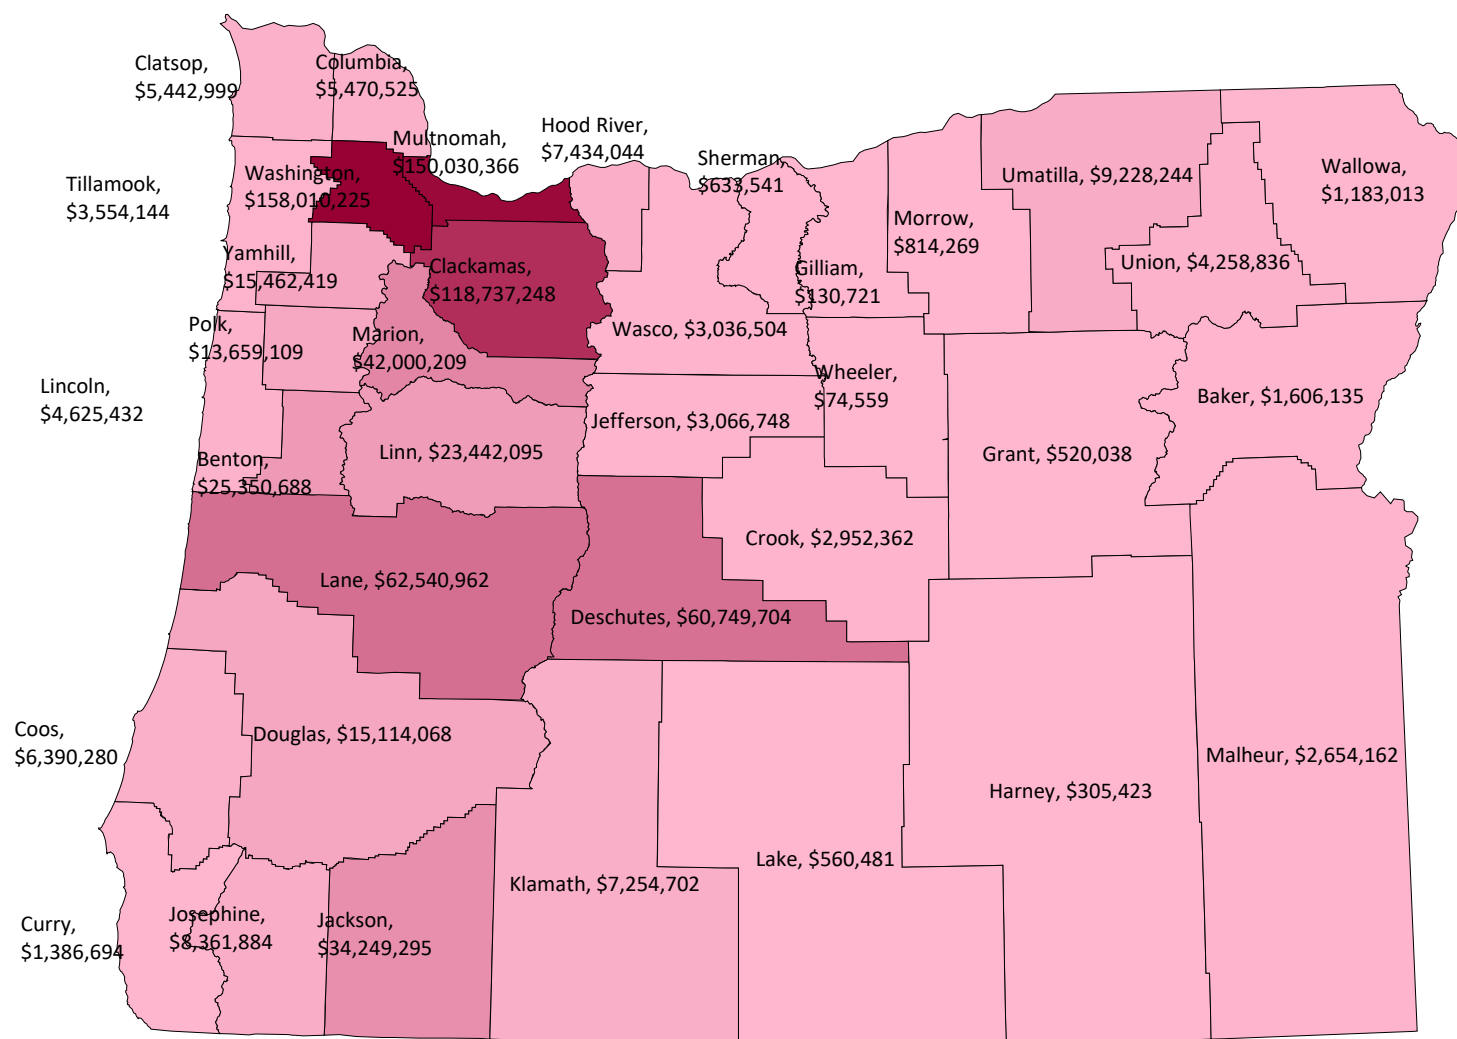 Clatsop,
$5,442,999
Columbia,
$5,470,525
Multnomah,
$150,030,366
Hood River,
$7,434,044
Sherman,
$633,541
Umatilla, $9,228,244
Wallowa,
$1,183,013
Tillamook,
$3,554,144
Washington,
$158,010,225
Morrow,
$814,269
Yamhill,
$15,462,419
Clackamas,
$118,737,248
Gilliam,
$130,721
Union, $4,258,836
Polk,
$13,659,109
Marion,
$42,000,209
Wasco, $3,036,504
Lincoln,
$4,625,432
Wheeler,
$74,559
Baker, $1,606,135
Jefferson, $3,066,748
Benton,
$25,350,688
Linn, $23,442,095
Grant, $520,038
Crook, $2,952,362
Lane, $62,540,962
Deschutes, $60,749,704
Coos,
$6,390,280
Douglas, $15,114,068
Malheur, $2,654,162
Harney, $305,423
Lake, $560,481
Klamath, $7,254,702
Curry,
$1,386,694
Josephine,
$8,361,884
Jackson,
$34,249,295